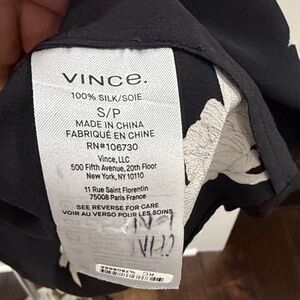 VINCE.
100% SILK/SOIE
S/P
MADE IN CHINA
FABRIQUÉ EN CHINE
RN#106730
Vince, LLC
500 Fifth Avenue, 20th Floor
New York, NY 10110
11 Rue Saint Florentin
75008 Paris France
SEE REVERSE FOR CARE
VOIR AU VERSO POUR LES SOINS